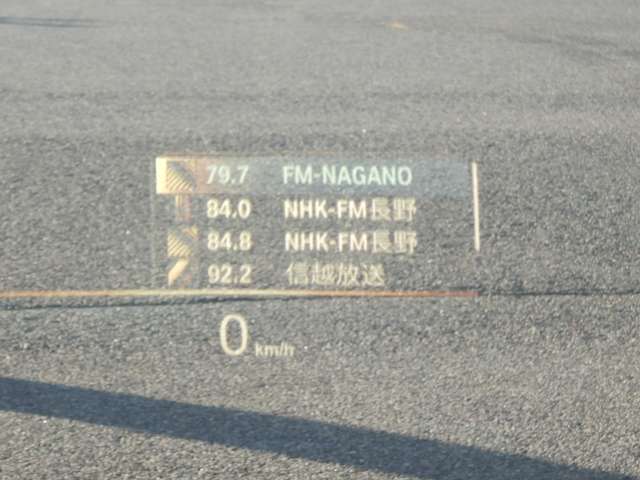 79.7 FM-NAGANO
84.0 NHK-FM長野
84.8 NHK-FM長野
92.2 信越放送
0 km/h